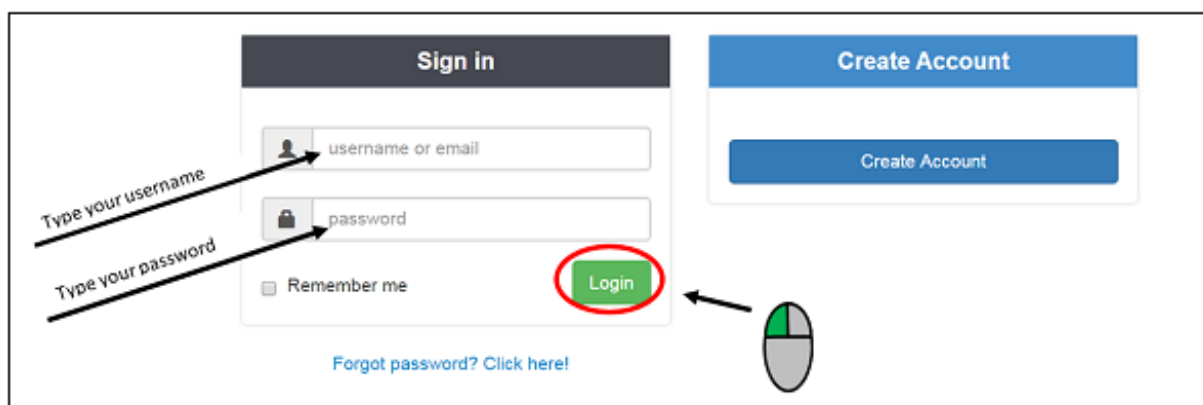 Sign in
Create Account
username or email
Create Account
Type your username
password
Type your password
Remember me
Login
Forgot password? Click here!